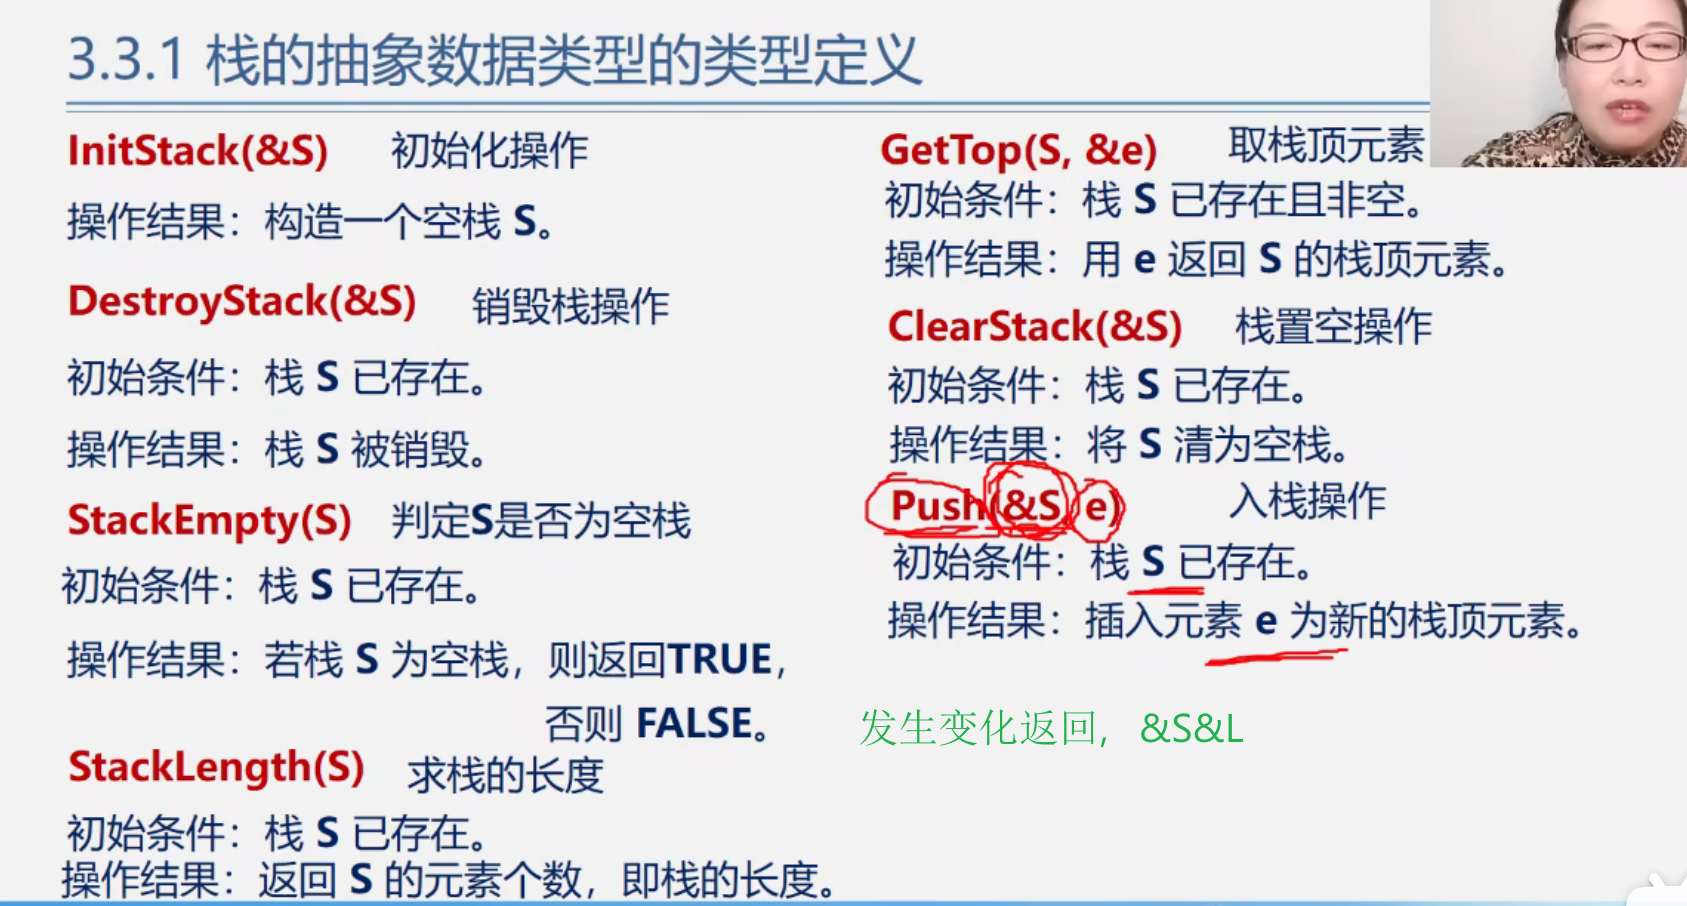 3.3.1 栈的抽象数据类型的类型定义
InitStack(&S) 初始化操作
操作结果：构造一个空栈 S。
DestroyStack(&S) 销毁栈操作
初始条件：栈 S 已存在。
操作结果：栈 S 被销毁。
StackEmpty(S) 判定S是否为空栈
初始条件：栈 S 已存在。
操作结果：若栈 S 为空栈，则返回TRUE，
否则 FALSE。
StackLength(S) 求栈的长度
初始条件：栈 S 已存在。
操作结果：返回 S 的元素个数，即栈的长度。
GetTop(S, &e) 取栈顶元素
初始条件：栈 S 已存在且非空。
操作结果：用 e 返回 S 的栈顶元素。
ClearStack(&S) 栈置空操作
初始条件：栈 S 已存在。
操作结果：将 S 清为空栈。
Push(&S, e) 入栈操作
初始条件：栈 S 已存在。
操作结果：插入元素 e 为新的栈顶元素。
发生变化返回，&S&L